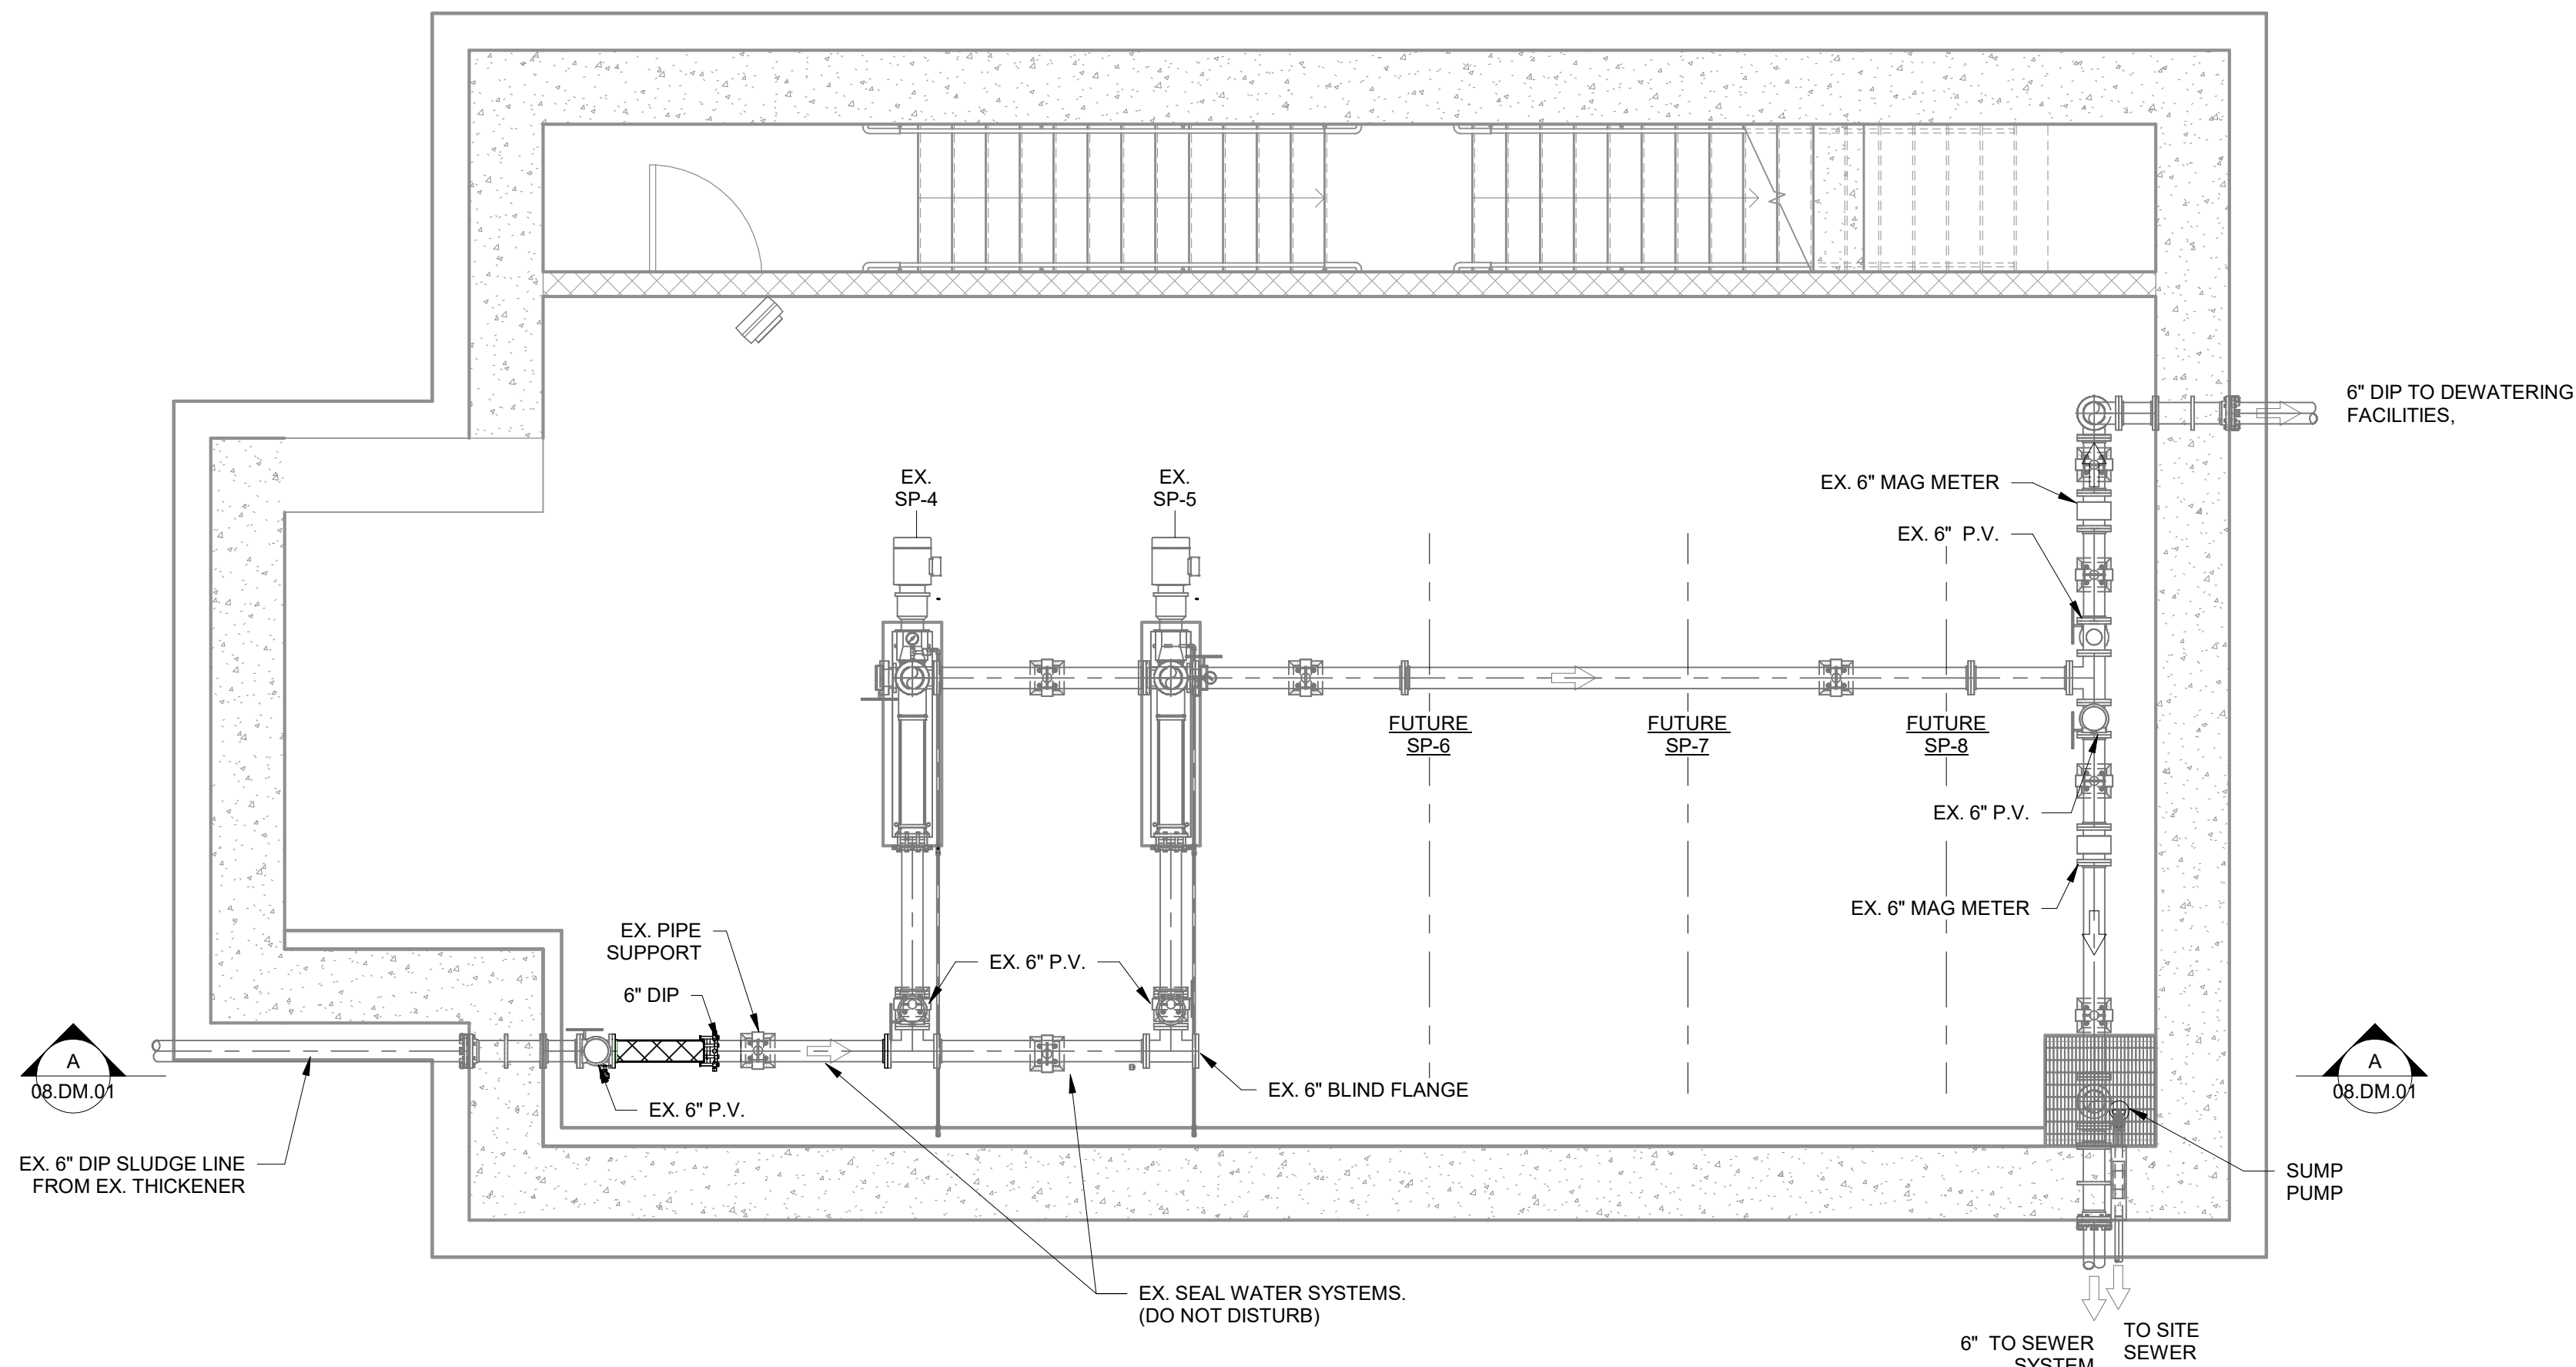 6" DIP TO DEWATERING
FACILITIES,
EX.
SP-4
EX.
SP-5
EX. 6" MAG METER
EX. 6" P.V.
FUTURE
SP-6
FUTURE
SP-7
FUTURE
SP-8
EX. 6" P.V.
EX. 6" MAG METER
EX. PIPE
SUPPORT
6" DIP
EX. 6" P.V.
A
08.DM.01
A
08.DM.01
EX. 6" P.V.
EX. 6" BLIND FLANGE
EX. 6" DIP SLUDGE LINE
FROM EX. THICKENER
SUMP
PUMP
EX. SEAL WATER SYSTEMS.
(DO NOT DISTURB)
6" TO SEWER
SYSTEM
TO SITE
SEWER